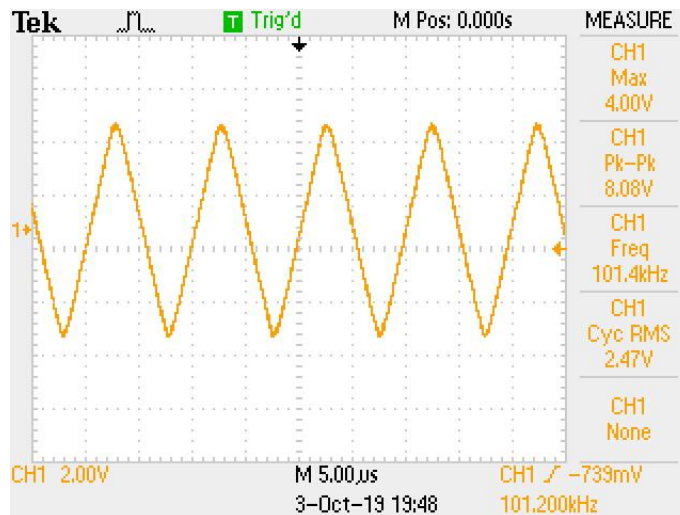 Tek T Trig'd M Pos: 0.000s MEASURE
CH1
Max
4.00V
CH1
Pk-Pk
8.08V
CH1
Freq
101.4kHz
CH1
Cyc RMS
2.47V
CH1
None
1
CH1 2.00V M 5.00µs CH1 -739mV
3-Oct-19 19:48 101.200kHz